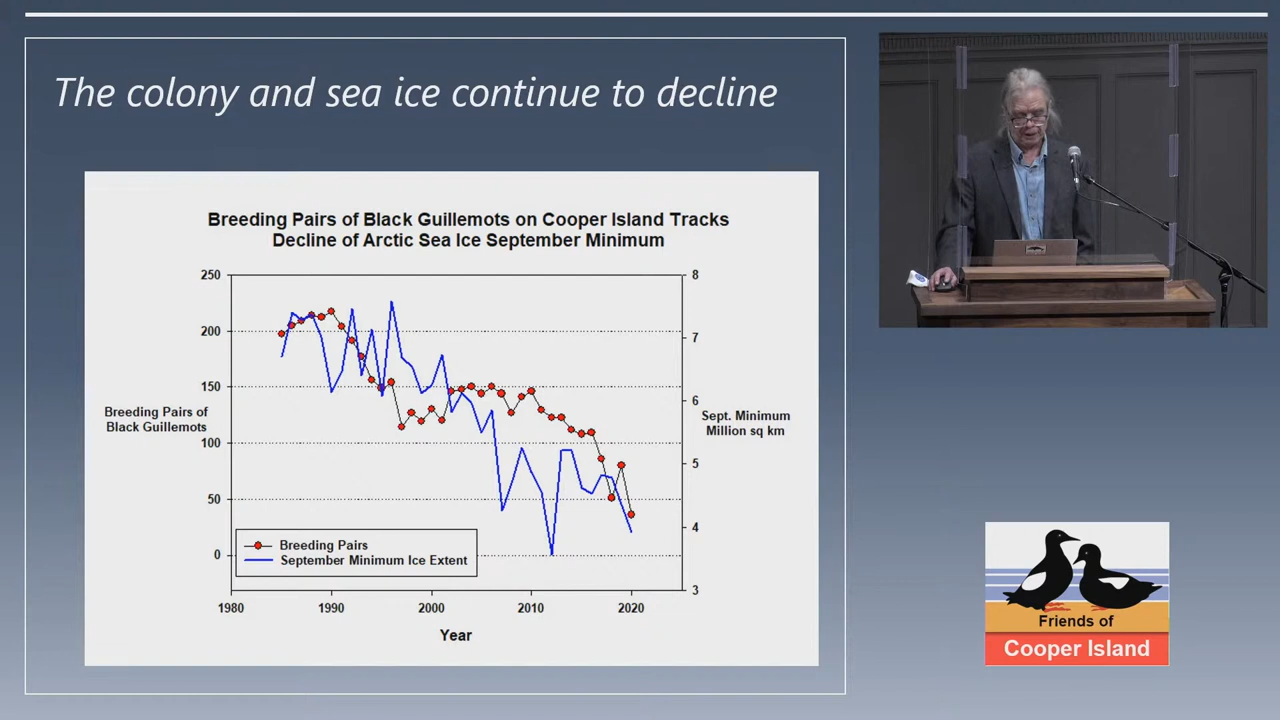 The colony and sea ice continue to decline
Breeding Pairs of Black Guillemots on Cooper Island Tracks
Decline of Arctic Sea Ice September Minimum
250
200
150
100
50
0
Breeding Pairs of
Black Guillemots
8
7
6
5
4
3
Sept. Minimum
Million sq km
Breeding Pairs
September Minimum Ice Extent
1980 1990 2000 2010 2020
Year
Friends of
Cooper Island